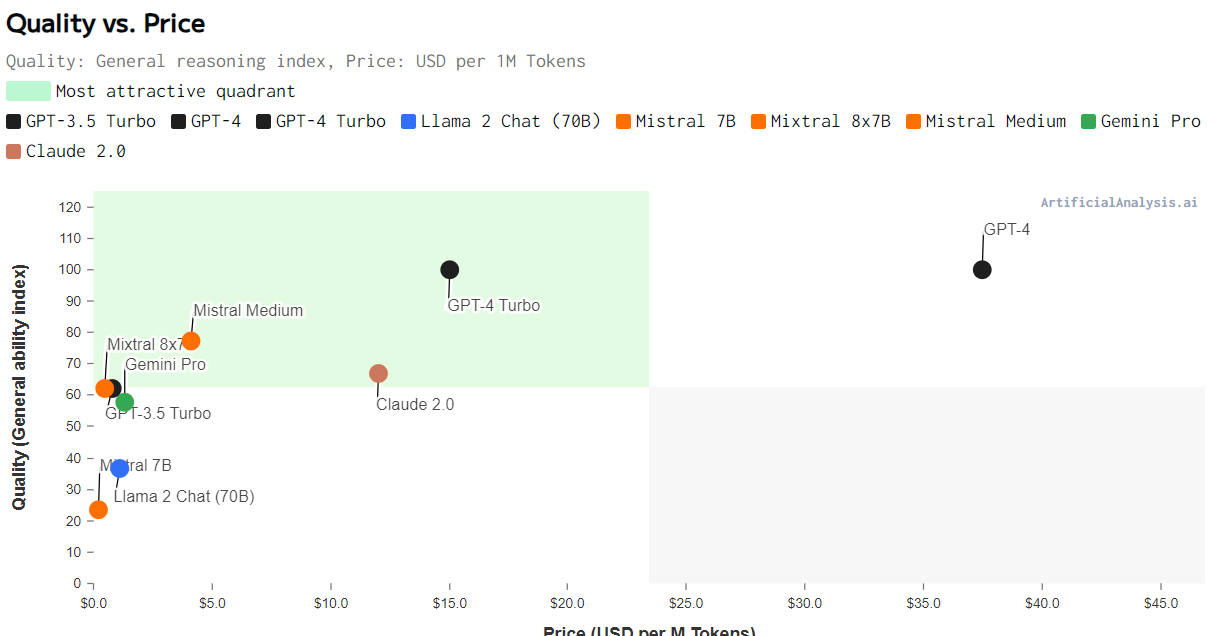 Quality vs. Price
Quality: General reasoning index, Price: USD per 1M Tokens
Most attractive quadrant
GPT-3.5 Turbo GPT-4 GPT-4 Turbo Llama 2 Chat (70B) Mistral 7B Mixtral 8x7B Mistral Medium Gemini Pro
Claude 2.0
ArtificialAnalysis.ai
Quality (General ability index)
120
110
100
90
80
70
60
50
40
30
20
10
0
GPT-4
GPT-4 Turbo
Mistral Medium
Mixtral 8x7
Gemini Pro
Claude 2.0
GPT-3.5 Turbo
Mistral 7B
Llama 2 Chat (70B)
$0.0 $5.0 $10.0 $15.0 $20.0 $25.0 $30.0 $35.0 $40.0 $45.0
Price (USD per M Tokens)